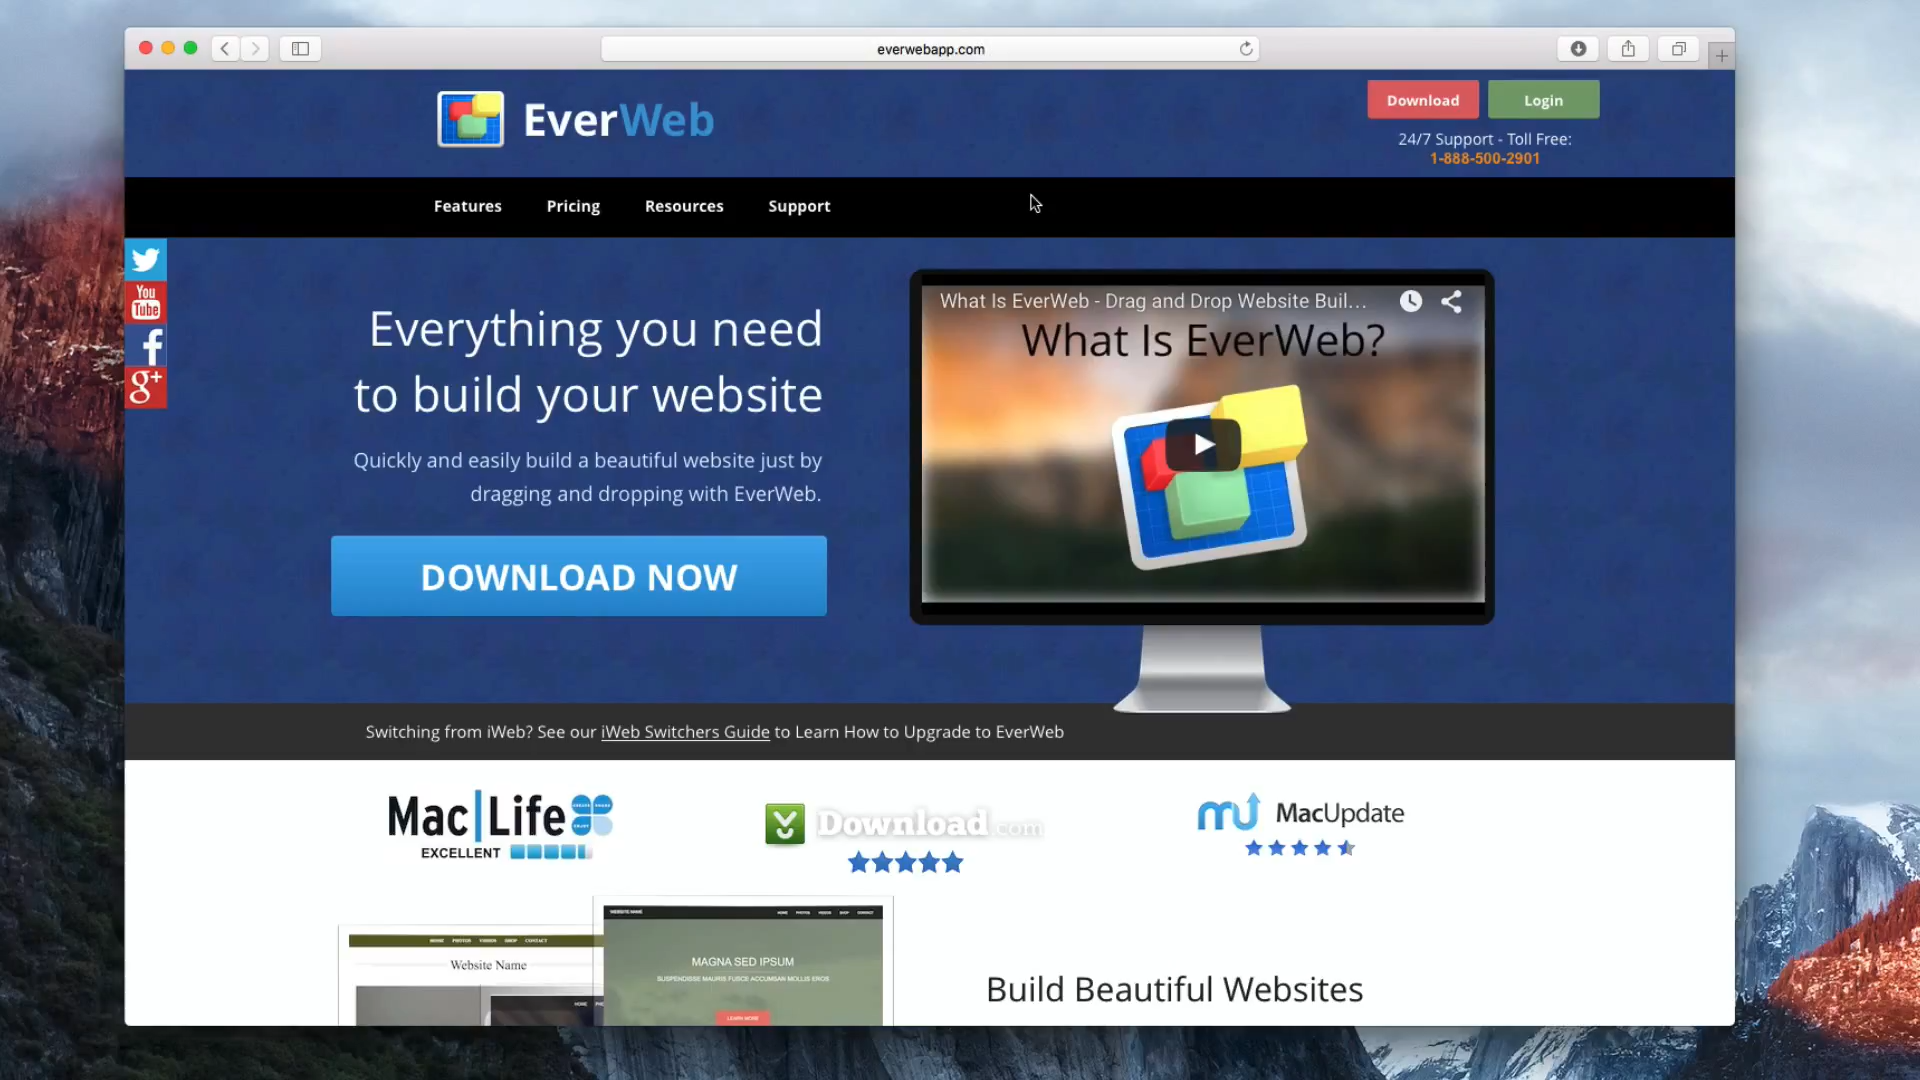 everwebapp.com
EverWeb
Download
Login
24/7 Support - Toll Free:
1-888-500-2901
Features
Pricing
Resources
Support
You
Tube
f
g+
Everything you need
to build your website
Quickly and easily build a beautiful website just by
dragging and dropping with EverWeb.
DOWNLOAD NOW
What Is EverWeb - Drag and Drop Website Buil...
What Is EverWeb?
Switching from iWeb? See our iWeb Switchers Guide to Learn How to Upgrade to EverWeb
Mac|Life
EXCELLENT
Download.com
mu MacUpdate
WEBSITE NAME
HOME PHOTOS VIDEOS SHOP CONTACT
HOME PHOTOS VIDEOS SHOP CONTACT
Website Name
MAGNA SED IPSUM
SUSPENDISSE MAURIS FUSCE ACCUMSAN MOLLIS EROS
HOME
LEARN MORE
Build Beautiful Websites